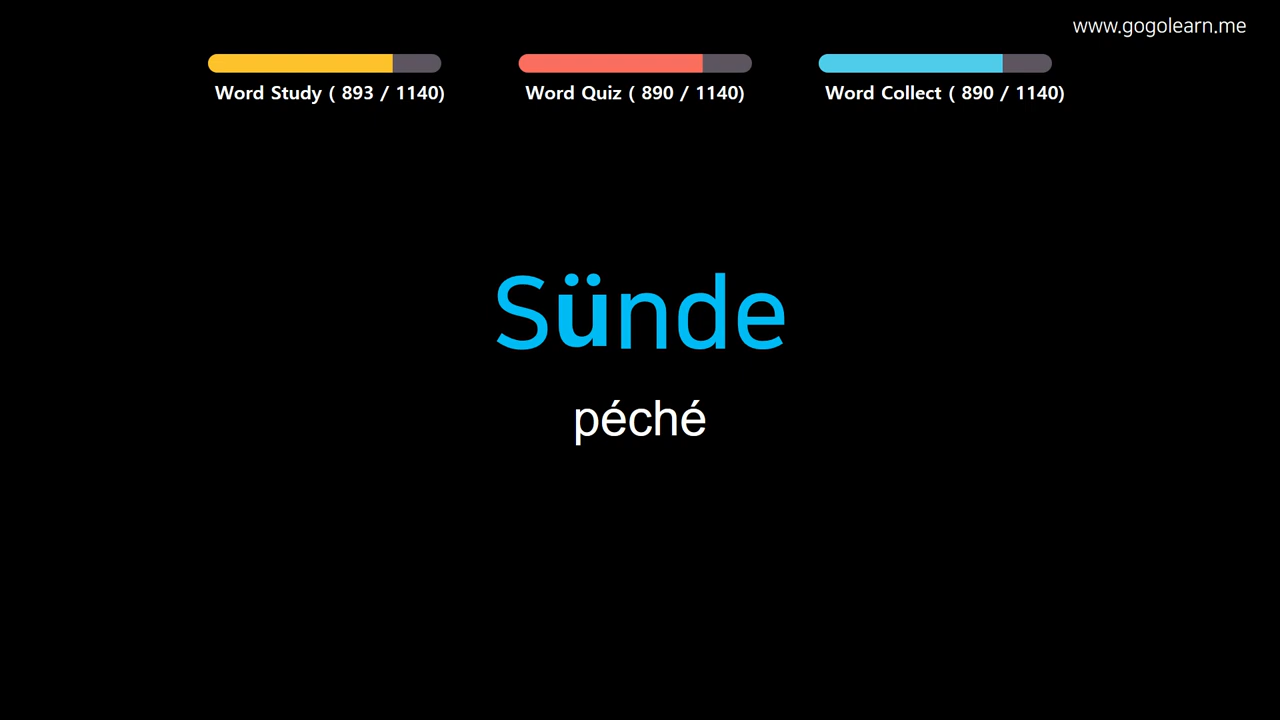 www.gogolearn.me
Word Study ( 893 / 1140)
Word Quiz ( 890 / 1140)
Word Collect ( 890 / 1140)
Sünde
péché